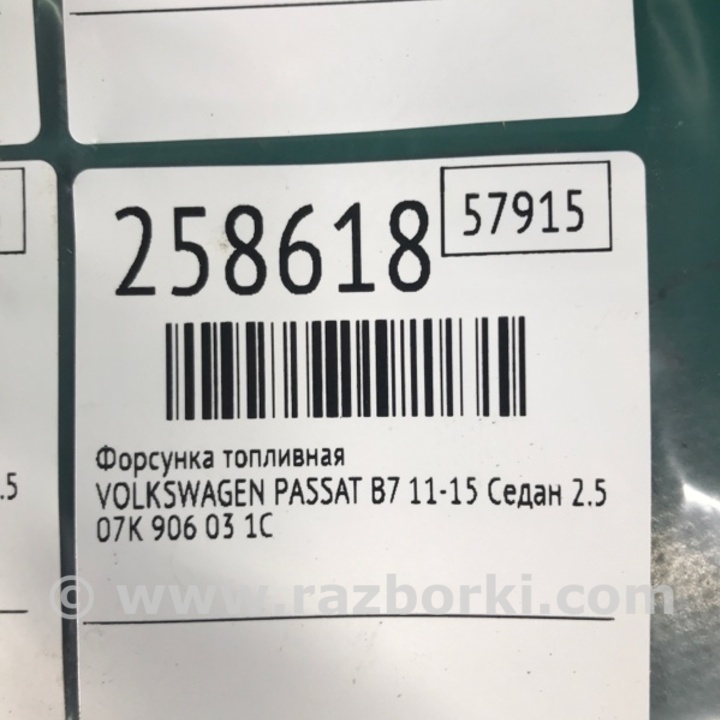 258618
57915
Форсунка топливная
VOLKSWAGEN PASSAT B7 11-15 Седан 2.5
07K 906 03 1C
.5
© www.razborki.com